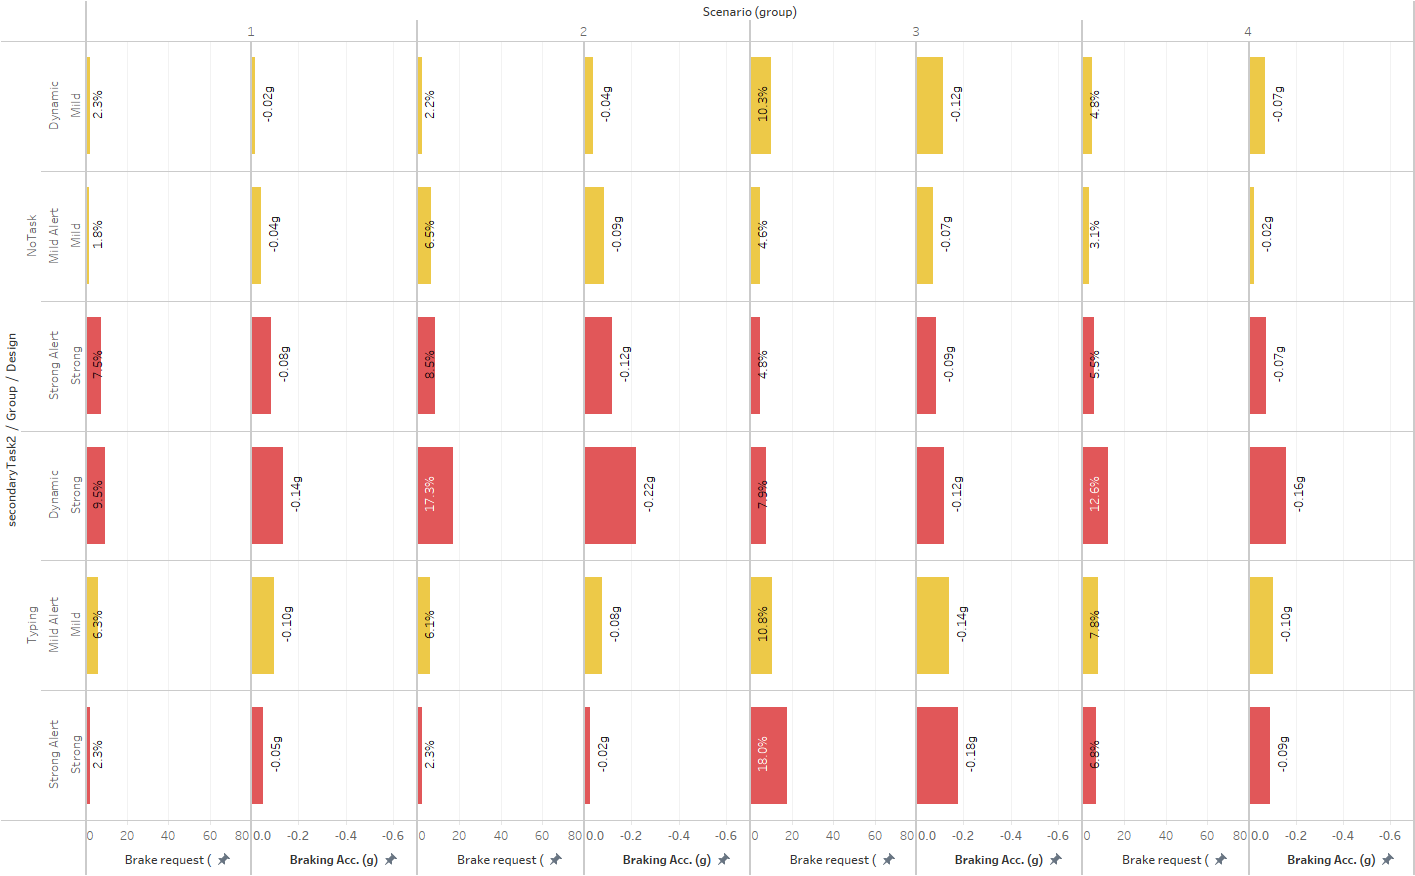 Scenario (group)
1 2 3 4
secondaryTask2 / Group / Design
NoTask
Dynamic Mild 2.3% -0.02g 2.2% -0.04g 10.3% -0.12g 4.8% -0.07g
Mild Alert Mild 1.8% -0.04g 6.5% -0.09g 4.6% -0.07g 3.1% -0.02g
Strong Alert Strong 7.5% -0.08g 8.5% -0.12g 4.8% -0.09g 5.5% -0.07g
Typing
Dynamic Strong 9.5% -0.14g 17.3% -0.22g 7.9% -0.12g 12.6% -0.16g
Mild Alert Mild 6.3% -0.10g 6.1% -0.08g 10.8% -0.14g 7.8% -0.10g
Strong Alert Strong 2.3% -0.05g 2.3% -0.02g 18.0% -0.18g 6.8% -0.09g
0 20 40 60 80 0.0 -0.2 -0.4 -0.6 0 20 40 60 80 0.0 -0.2 -0.4 -0.6 0 20 40 60 80 0.0 -0.2 -0.4 -0.6 0 20 40 60 80 0.0 -0.2 -0.4 -0.6
Brake request ( Braking Acc. (g) Brake request ( Braking Acc. (g) Brake request ( Braking Acc. (g) Brake request ( Braking Acc. (g)